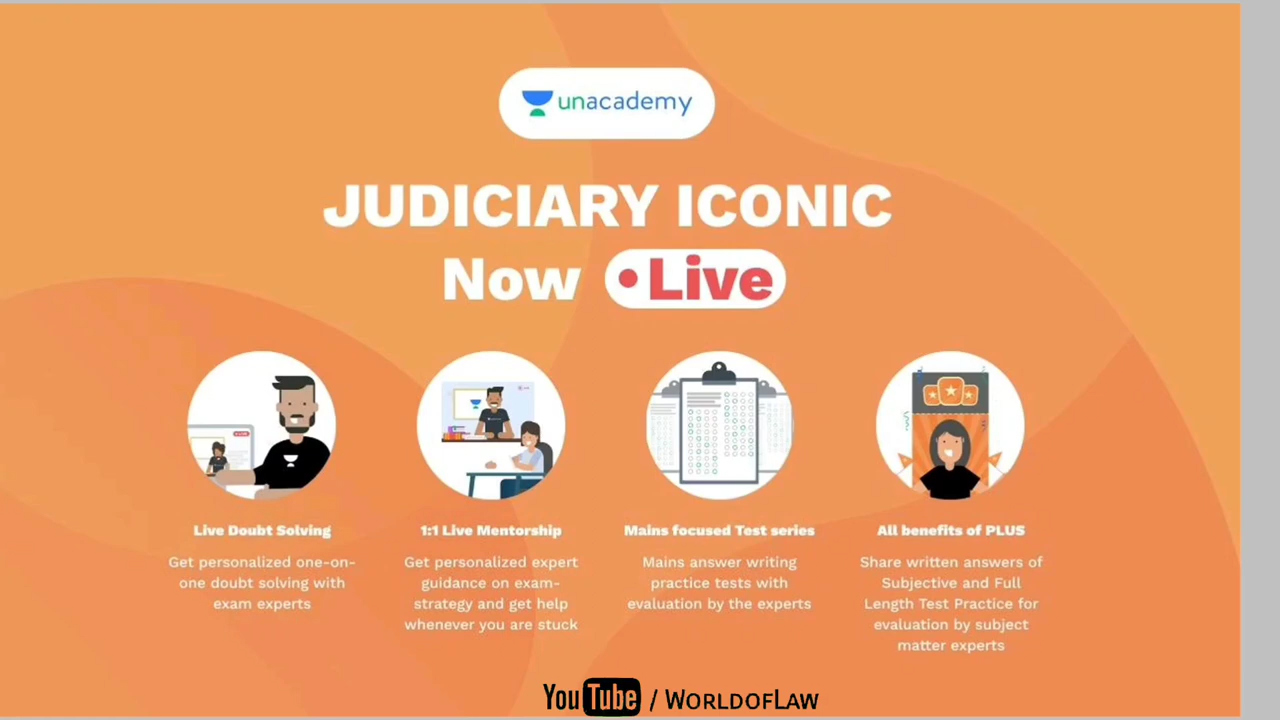 unacademy
JUDICIARY ICONIC
Now • Live
Live Doubt Solving
Get personalized one-on-
one doubt solving with
exam experts
1:1 Live Mentorship
Get personalized expert
guidance on exam-
strategy and get help
whenever you are stuck
Mains focused Test series
Mains answer writing
practice tests with
evaluation by the experts
All benefits of PLUS
Share written answers of
Subjective and Full
Length Test Practice for
evaluation by subject
matter experts
YouTube / WORLDOFLAW